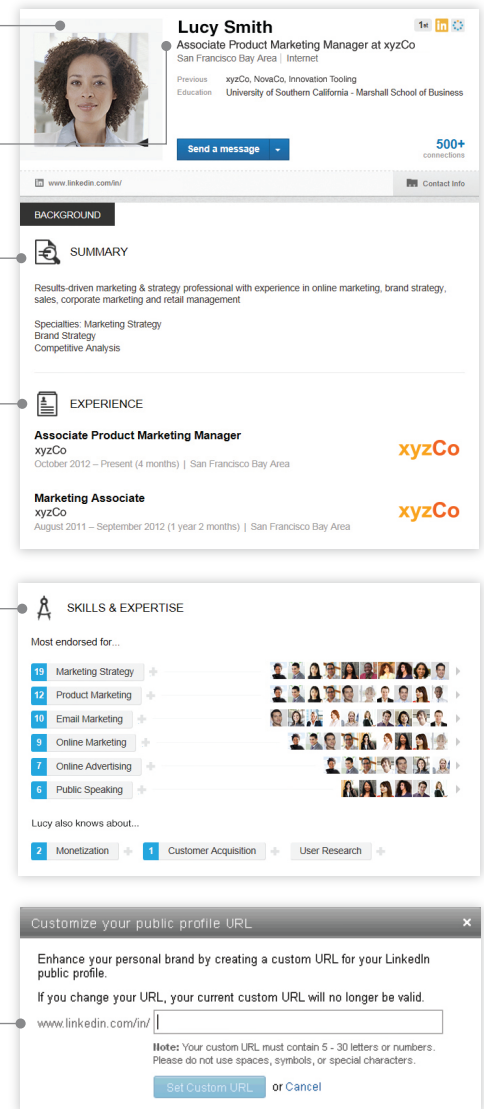 Lucy Smith
1st in
Associate Product Marketing Manager at xyzCo
San Francisco Bay Area | Internet
Previous xyzCo, NovaCo, Innovation Tooling
Education University of Southern California - Marshall School of Business
Send a message
500+
connections
in www.linkedin.com/in/
Contact Info
BACKGROUND
SUMMARY
Results-driven marketing & strategy professional with experience in online marketing, brand strategy,
sales, corporate marketing and retail management
Specialties: Marketing Strategy
Brand Strategy
Competitive Analysis
EXPERIENCE
Associate Product Marketing Manager
xyzCo
October 2012 – Present (4 months) | San Francisco Bay Area
xyzCo
Marketing Associate
xyzCo
August 2011 – September 2012 (1 year 2 months) | San Francisco Bay Area
xyzCo
SKILLS & EXPERTISE
Most endorsed for...
19 Marketing Strategy +
12 Product Marketing +
10 Email Marketing +
9 Online Marketing +
7 Online Advertising +
6 Public Speaking +
Lucy also knows about...
2 Monetization + 1 Customer Acquisition + User Research +
Customize your public profile URL ×
Enhance your personal brand by creating a custom URL for your LinkedIn
public profile.
If you change your URL, your current custom URL will no longer be valid.
www.linkedin.com/in/
Note: Your custom URL must contain 5 - 30 letters or numbers.
Please do not use spaces, symbols, or special characters.
Set Custom URL or Cancel